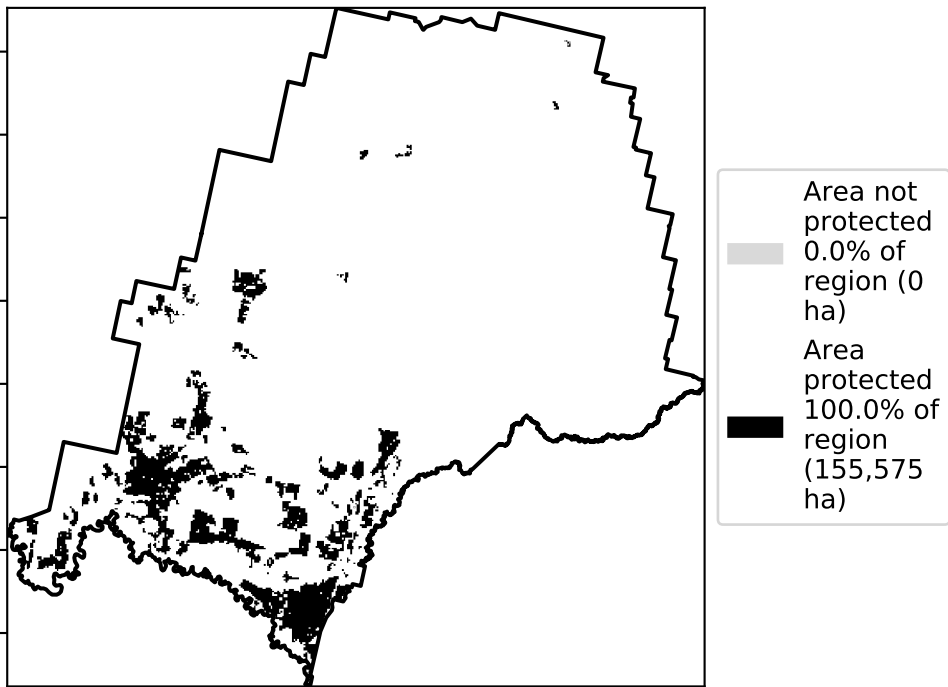 Area not
protected
0.0% of
region (0
ha)
Area
protected
100.0% of
region
(155,575
ha)